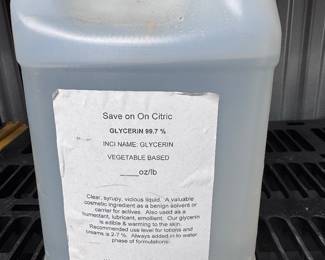 Save on On Citric
GLYCERIN 99.7 %
INCI NAME: GLYCERIN
VEGETABLE BASED
____oz/lb
Clear, syrupy, vicious liquid. A valuable
cosmetic ingredient as a benign solvent or
carrier for actives. Also used as a
humentant, lubricant, emollient. Our glycerin
is edible & warming to the skin.
Recommended use level for lotions and
creams is 2-7 %. Always added in to water
phase of formulations.